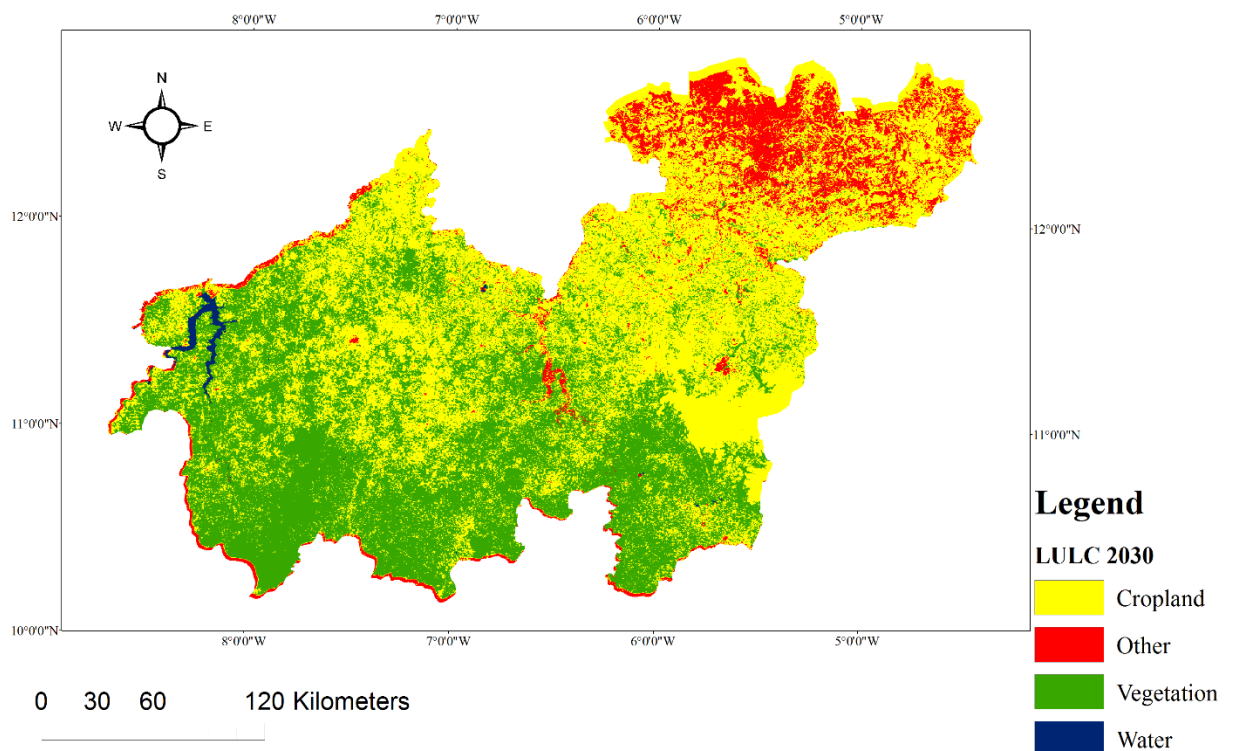 8°0'0"W 7°0'0"W 6°0'0"W 5°0'0"W
N
W E
S
12°0'0"N 12°0'0"N
11°0'0"N 11°0'0"N
10°0'0"N
8°0'0"W 7°0'0"W 6°0'0"W 5°0'0"W
0 30 60 120 Kilometers
Legend
LULC 2030
Cropland
Other
Vegetation
Water